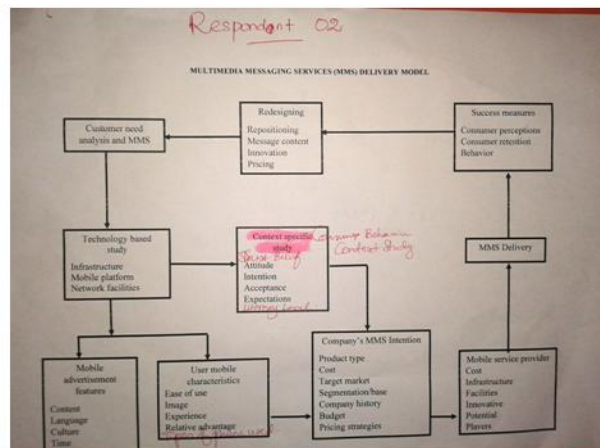 Respondent 02
MULTIMEDIA MESSAGING SERVICES (MMS) DELIVERY MODEL
Customer need
analysis and MMS
Redesigning
Repositioning
Message content
Innovation
Pricing
Success measures
Consumer perceptions
Consumer retention
Behavior
Technology based
study
Infrastructure
Mobile platform
Network facilities
Context specific
study
Attitude
Intention
Acceptance
Expectations
Literacy Level
Consumer Behavior
Context Study
MMS Delivery
Mobile
advertisement
features
Content
Language
Culture
Time
User mobile
characteristics
Ease of use
Image
Experience
Relative advantage
Company's MMS Intention
Product type
Cost
Target market
Segmentation/base
Company history
Budget
Pricing strategies
Mobile service provider
Cost
Infrastructure
Facilities
Innovative
Potential
Players